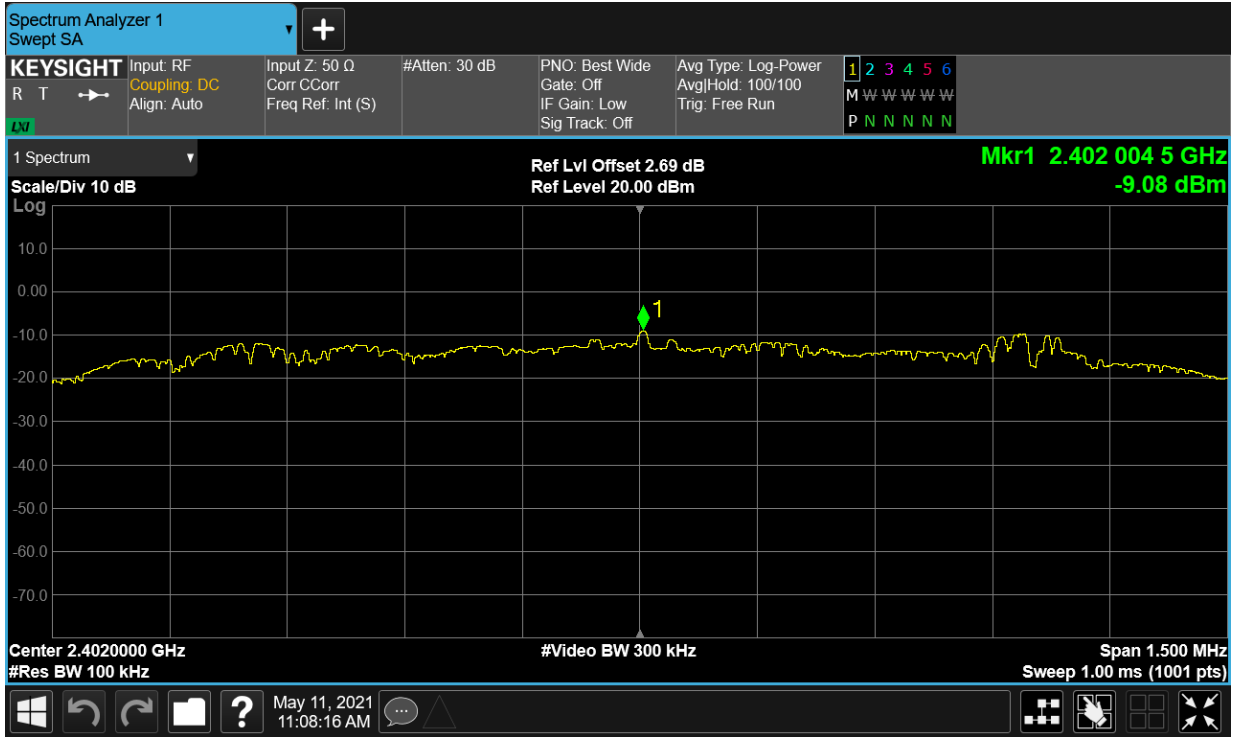 Spectrum Analyzer 1
Swept SA
+
KEYSIGHT
R T
LXI
Input: RF
Coupling: DC
Align: Auto
Input Z: 50 Ω
Corr CCorr
Freq Ref: Int (S)
#Atten: 30 dB
PNO: Best Wide
Gate: Off
IF Gain: Low
Sig Track: Off
Avg Type: Log-Power
Avg|Hold: 100/100
Trig: Free Run
1 2 3 4 5 6
M W W W W W
P N N N N N
1 Spectrum
Scale/Div 10 dB
Ref Lvl Offset 2.69 dB
Ref Level 20.00 dBm
Mkr1 2.402 004 5 GHz
-9.08 dBm
Log
10.0
0.00
-10.0
-20.0
-30.0
-40.0
-50.0
-60.0
-70.0
1
Center 2.4020000 GHz
#Video BW 300 kHz
Span 1.500 MHz
#Res BW 100 kHz
Sweep 1.00 ms (1001 pts)
?
May 11, 2021
11:08:16 AM